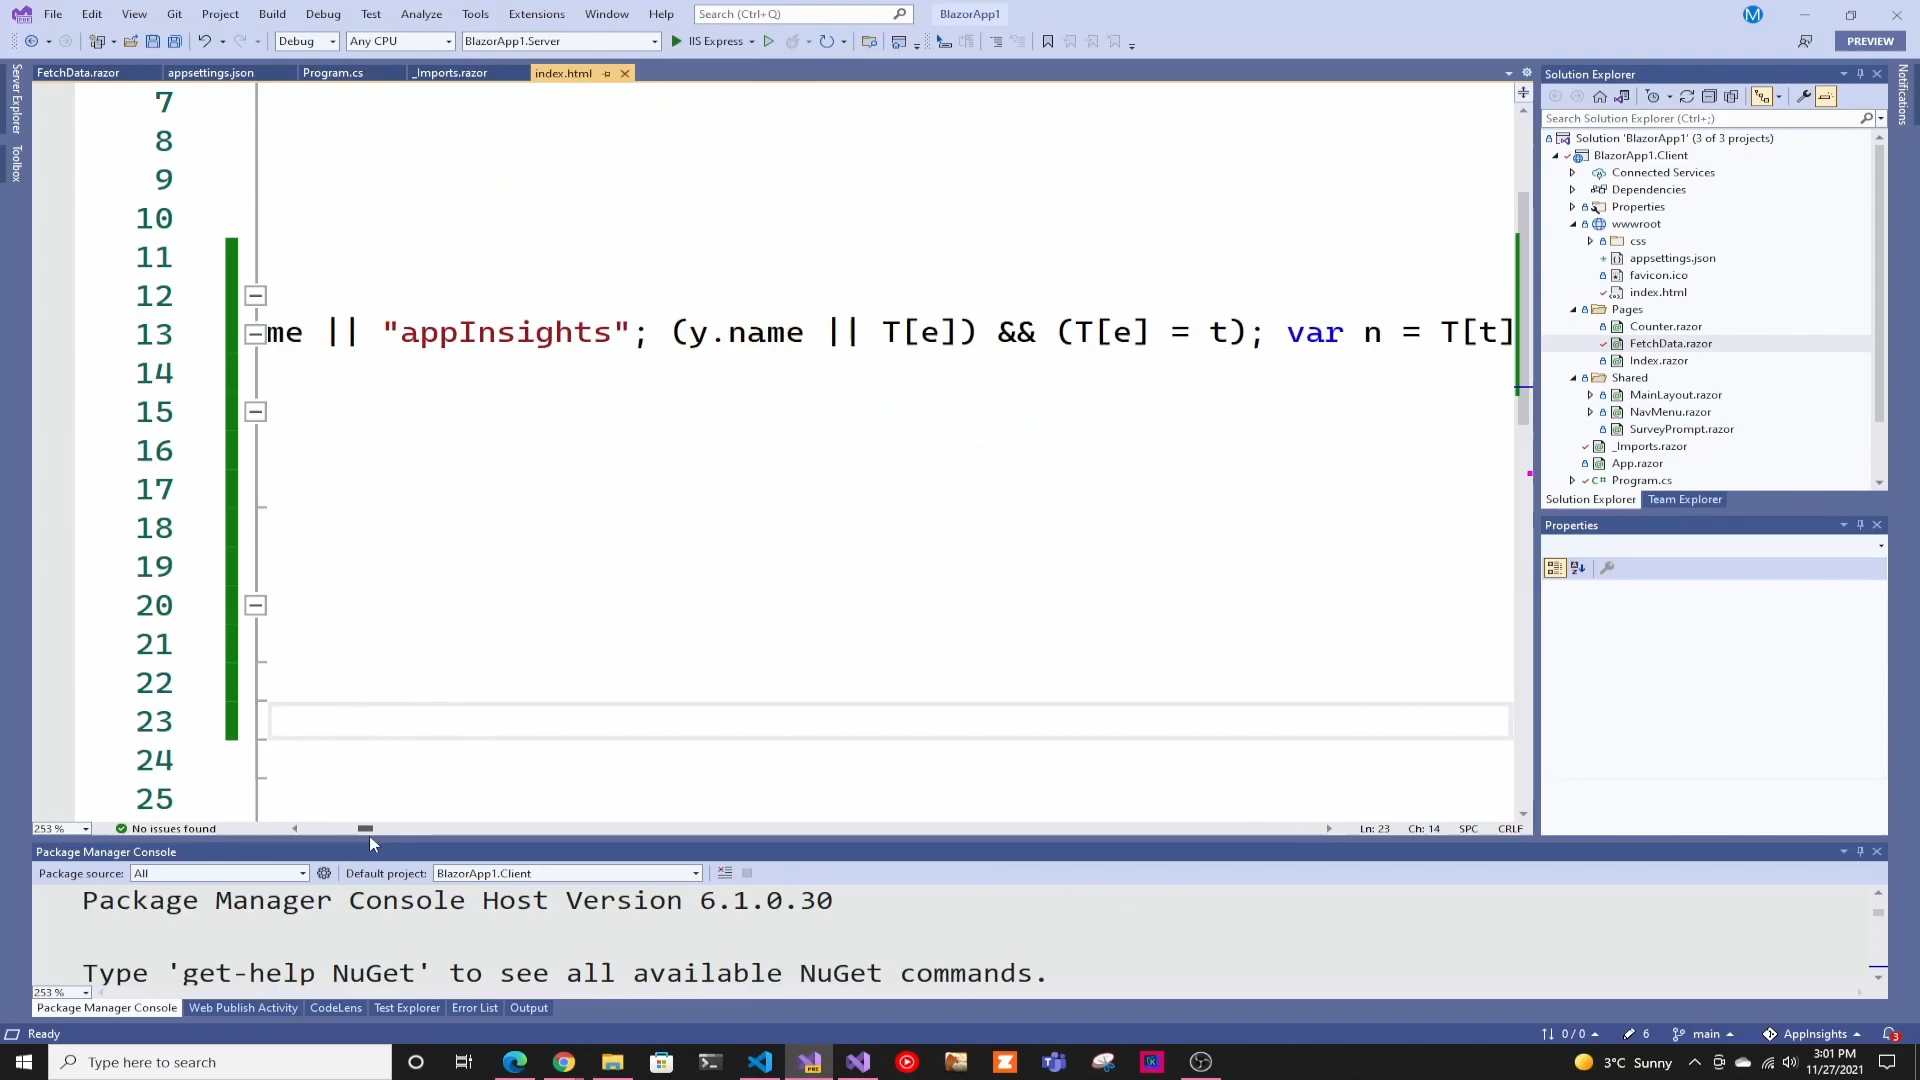 File Edit View Git Project Build Debug Test Analyze Tools Extensions Window Help Search (Ctrl+Q) BlazorApp1 M
Debug Any CPU BlazorApp1.Server IIS Express PREVIEW
Server Explorer
Toolbox
FetchData.razor appsettings.json Program.cs _Imports.razor index.html
7
8
9
10
11
12
13 me || "appInsights"; (y.name || T[e]) && (T[e] = t); var n = T[t]
14
15
16
17
18
19
20
21
22
23
24
25
253 % No issues found Ln: 23 Ch: 14 SPC CRLF
Solution Explorer
Search Solution Explorer (Ctrl+;)
Solution 'BlazorApp1' (3 of 3 projects)
BlazorApp1.Client
Connected Services
Dependencies
Properties
wwwroot
css
appsettings.json
favicon.ico
index.html
Pages
Counter.razor
FetchData.razor
Index.razor
Shared
MainLayout.razor
NavMenu.razor
SurveyPrompt.razor
_Imports.razor
App.razor
C# Program.cs
Solution Explorer Team Explorer
Properties
Notifications
Package Manager Console
Package source: All Default project: BlazorApp1.Client
Package Manager Console Host Version 6.1.0.30
Type 'get-help NuGet' to see all available NuGet commands.
253 %
Package Manager Console Web Publish Activity CodeLens Test Explorer Error List Output
Ready 0 / 0 6 main AppInsights 3
Type here to search 3°C Sunny 3:01 PM
11/27/2021